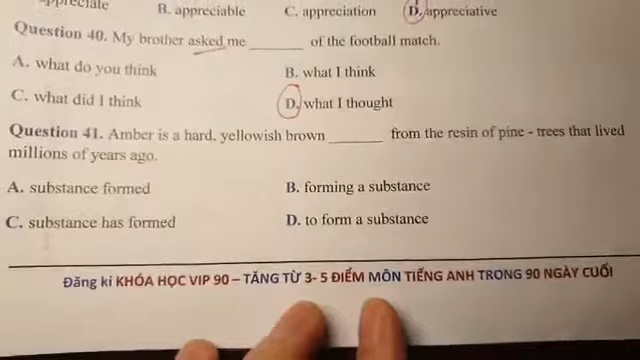 B. appreciable C. appreciation D. appreciative
Question 40. My brother asked me ________ of the football match.
A. what do you think B. what I think
C. what did I think D. what I thought
Question 41. Amber is a hard, yellowish brown ________ from the resin of pine - trees that lived
millions of years ago.
A. substance formed B. forming a substance
C. substance has formed D. to form a substance
Đăng kí KHÓA HỌC VIP 90 – TĂNG TỪ 3- 5 ĐIỂM MÔN TIẾNG ANH TRONG 90 NGÀY CUỐI